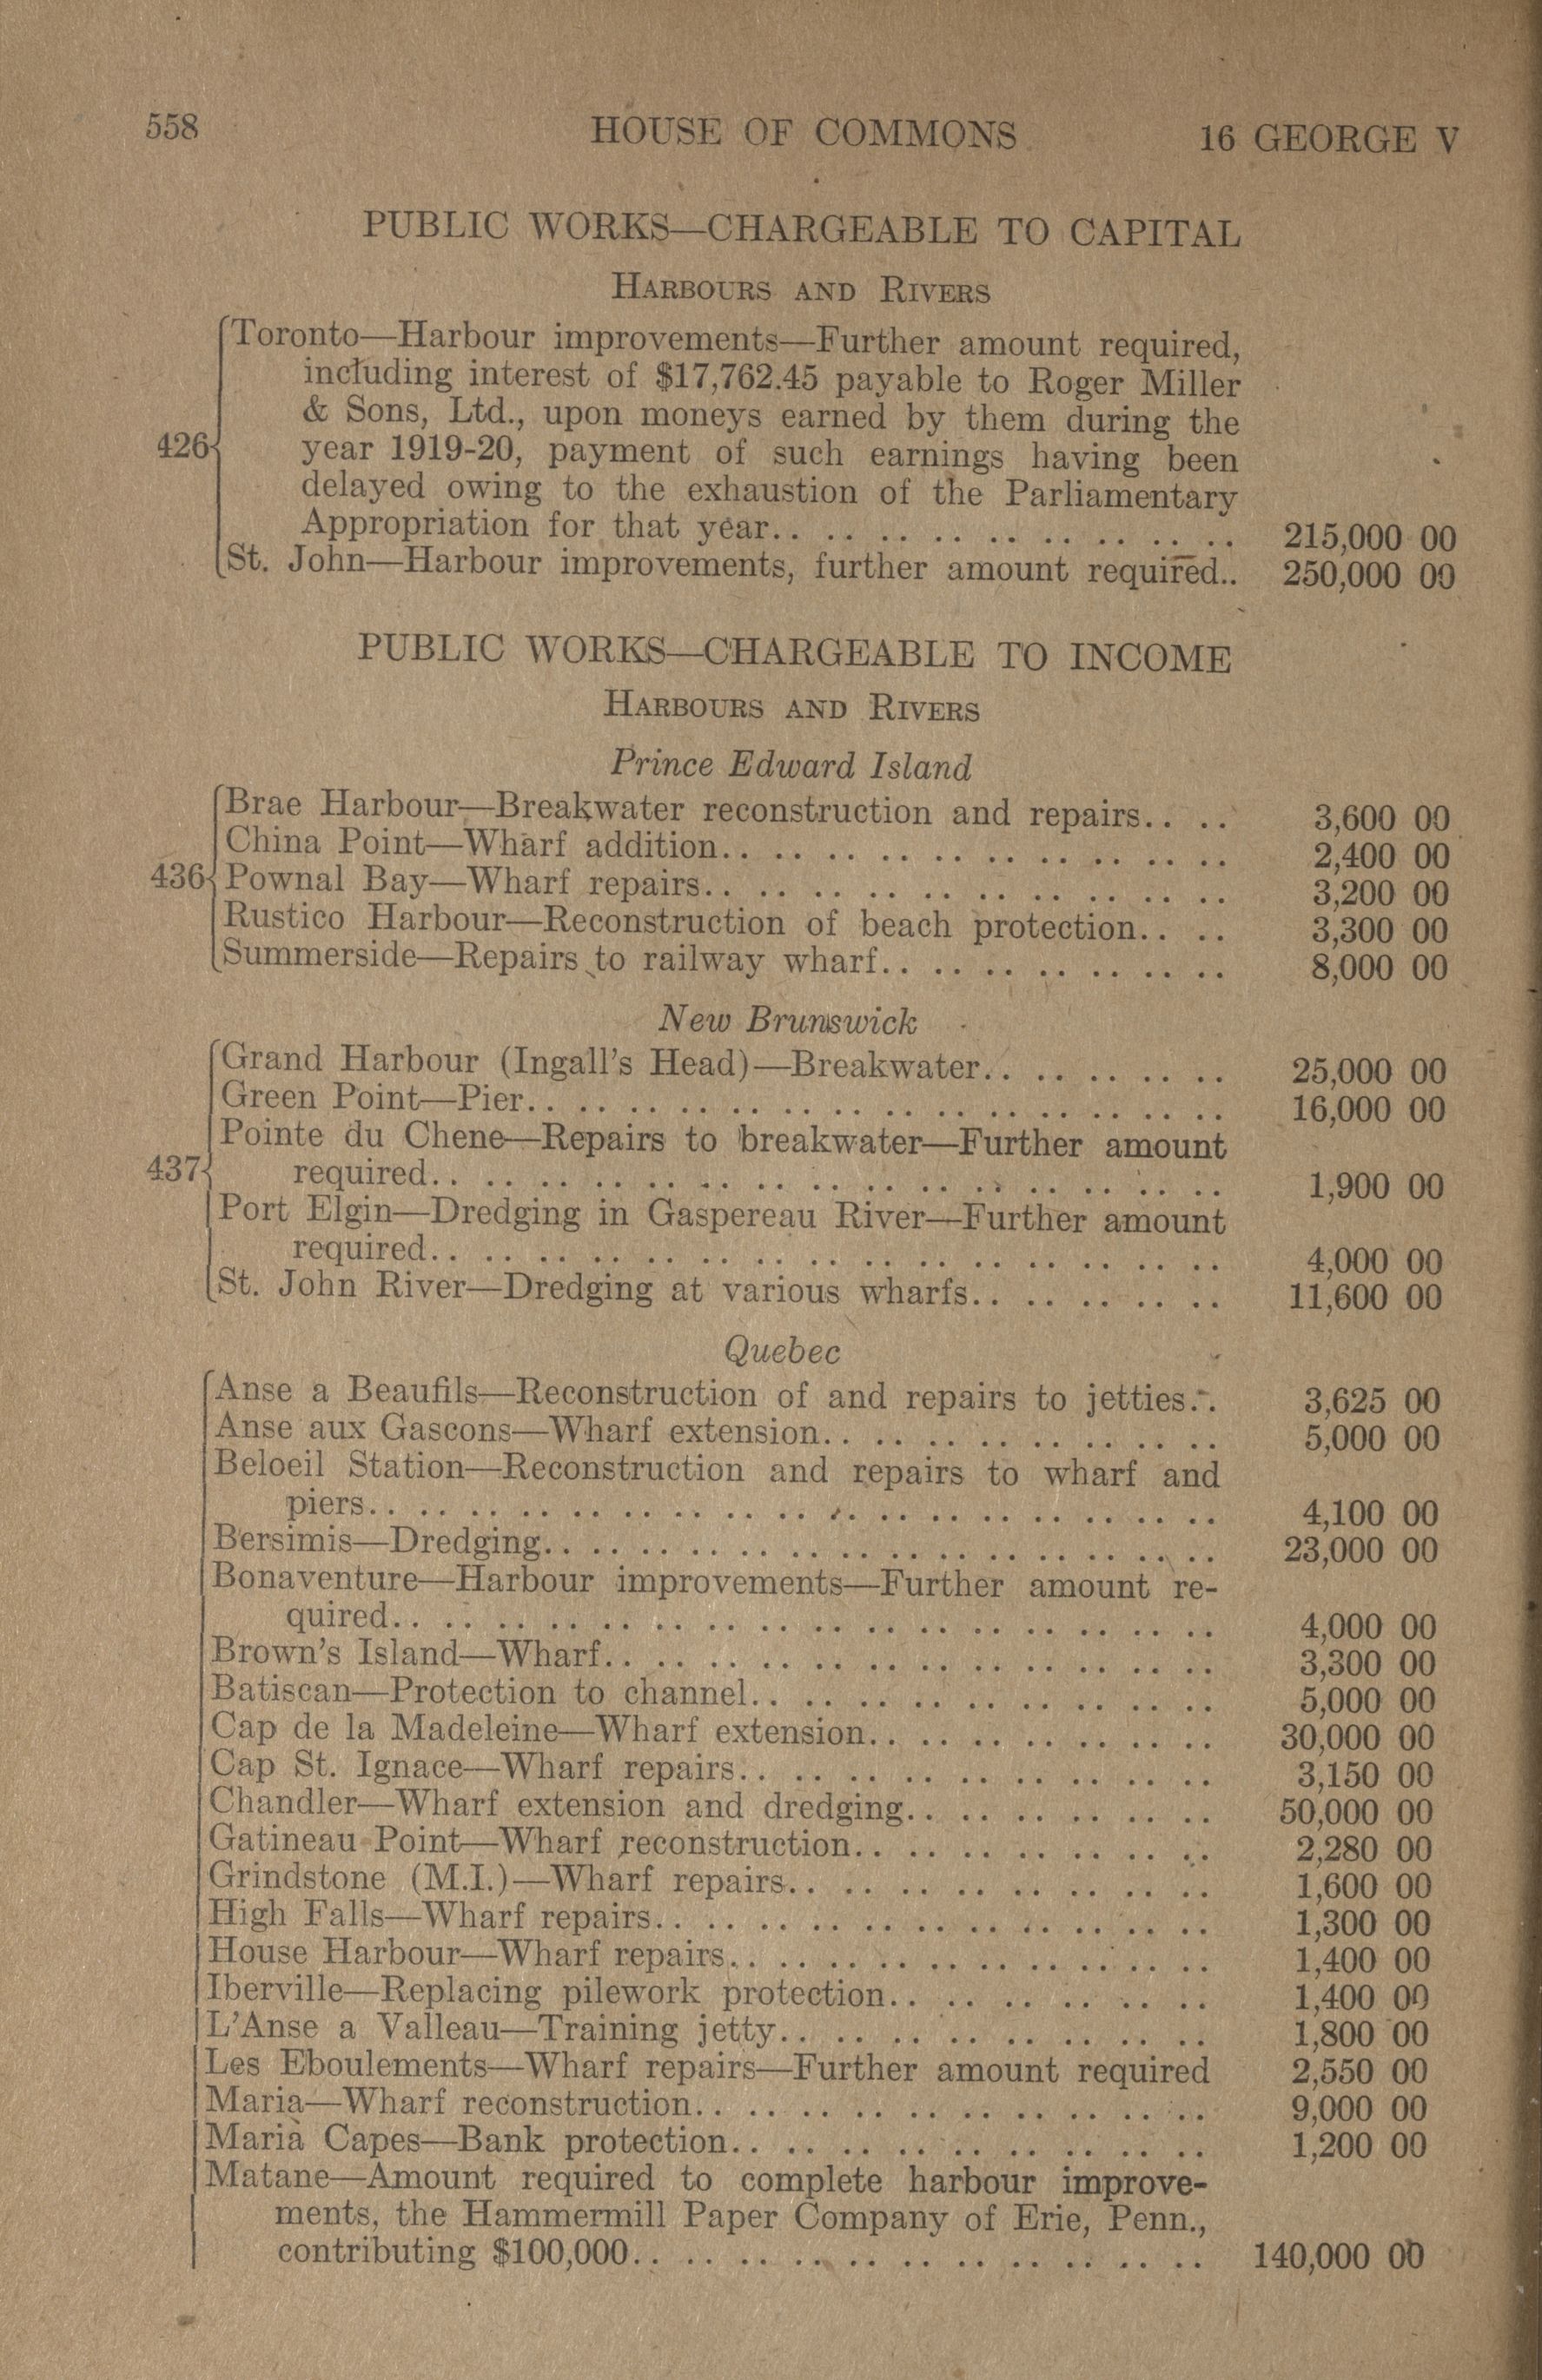 558 HOUSE OF COMMONS 16 GEORGE V
PUBLIC WORKS—CHARGEABLE TO CAPITAL
HARBOURS AND RIVERS
Toronto—Harbour improvements—Further amount required,
including interest of $17,762.45 payable to Roger Miller
& Sons, Ltd., upon moneys earned by them during the
426 year 1919-20, payment of such earnings having been
delayed owing to the exhaustion of the Parliamentary
Appropriation for that year.. .. .. .. .. .. .. .. .. 215,000 00
St. John—Harbour improvements, further amount required.. 250,000 00
PUBLIC WORKS—CHARGEABLE TO INCOME
HARBOURS AND RIVERS
Prince Edward Island
Brae Harbour—Breakwater reconstruction and repairs.. .. 3,600 00
China Point—Wharf addition.. .. .. .. .. .. .. .. .. .. 2,400 00
436 Pownal Bay—Wharf repairs.. .. .. .. .. .. .. .. .. .. 3,200 00
Rustico Harbour—Reconstruction of beach protection.. .. 3,300 00
Summerside—Repairs to railway wharf.. .. .. .. .. .. .. 8,000 00
New Brunswick
Grand Harbour (Ingall's Head)—Breakwater.. .. .. .. .. 25,000 00
Green Point—Pier.. .. .. .. .. .. .. .. .. .. .. .. .. .. 16,000 00
Pointe du Chene—Repairs to breakwater—Further amount
437 required.. .. .. .. .. .. .. .. .. .. .. .. .. .. .. 1,900 00
Port Elgin—Dredging in Gaspereau River—Further amount
required.. .. .. .. .. .. .. .. .. .. .. .. .. .. .. 4,000 00
St. John River—Dredging at various wharfs.. .. .. .. .. 11,600 00
Quebec
Anse a Beaufils—Reconstruction of and repairs to jetties.. 3,625 00
Anse aux Gascons—Wharf extension.. .. .. .. .. .. .. .. 5,000 00
Beloeil Station—Reconstruction and repairs to wharf and
piers.. .. .. .. .. .. .. .. .. .. .. .. .. .. .. .. .. 4,100 00
Bersimis—Dredging.. .. .. .. .. .. .. .. .. .. .. .. .. .. 23,000 00
Bonaventure—Harbour improvements—Further amount re-
quired.. .. .. .. .. .. .. .. .. .. .. .. .. .. .. .. 4,000 00
Brown's Island—Wharf.. .. .. .. .. .. .. .. .. .. .. .. 3,300 00
Batiscan—Protection to channel.. .. .. .. .. .. .. .. .. 5,000 00
Cap de la Madeleine—Wharf extension.. .. .. .. .. .. .. 30,000 00
Cap St. Ignace—Wharf repairs.. .. .. .. .. .. .. .. .. 3,150 00
Chandler—Wharf extension and dredging.. .. .. .. .. .. 50,000 00
Gatineau Point—Wharf reconstruction.. .. .. .. .. .. .. 2,280 00
Grindstone (M.I.)—Wharf repairs.. .. .. .. .. .. .. .. 1,600 00
High Falls—Wharf repairs.. .. .. .. .. .. .. .. .. .. .. 1,300 00
House Harbour—Wharf repairs.. .. .. .. .. .. .. .. .. .. 1,400 00
Iberville—Replacing pilework protection.. .. .. .. .. .. 1,400 00
L'Anse a Valleau—Training jetty.. .. .. .. .. .. .. .. 1,800 00
Les Eboulements—Wharf repairs—Further amount required 2,550 00
Maria—Wharf reconstruction.. .. .. .. .. .. .. .. .. .. 9,000 00
Maria Capes—Bank protection.. .. .. .. .. .. .. .. .. 1,200 00
Matane—Amount required to complete harbour improve-
ments, the Hammermill Paper Company of Erie, Penn.,
contributing $100,000.. .. .. .. .. .. .. .. .. .. .. 140,000 00